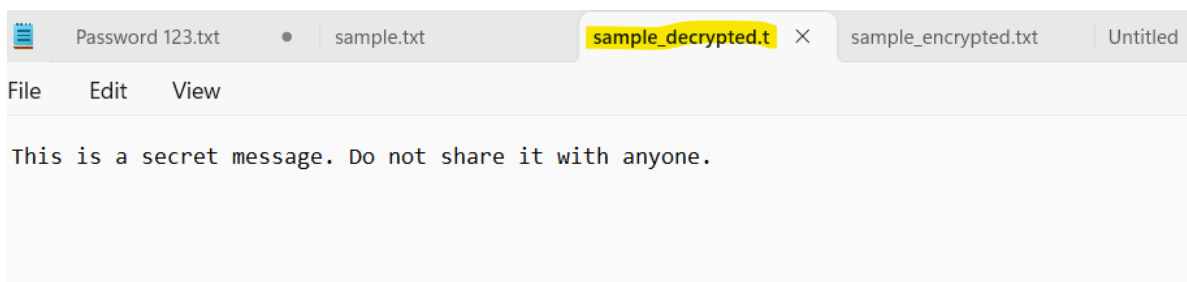 Password 123.txt sample.txt sample_decrypted.t sample_encrypted.txt Untitled
File Edit View
This is a secret message. Do not share it with anyone.